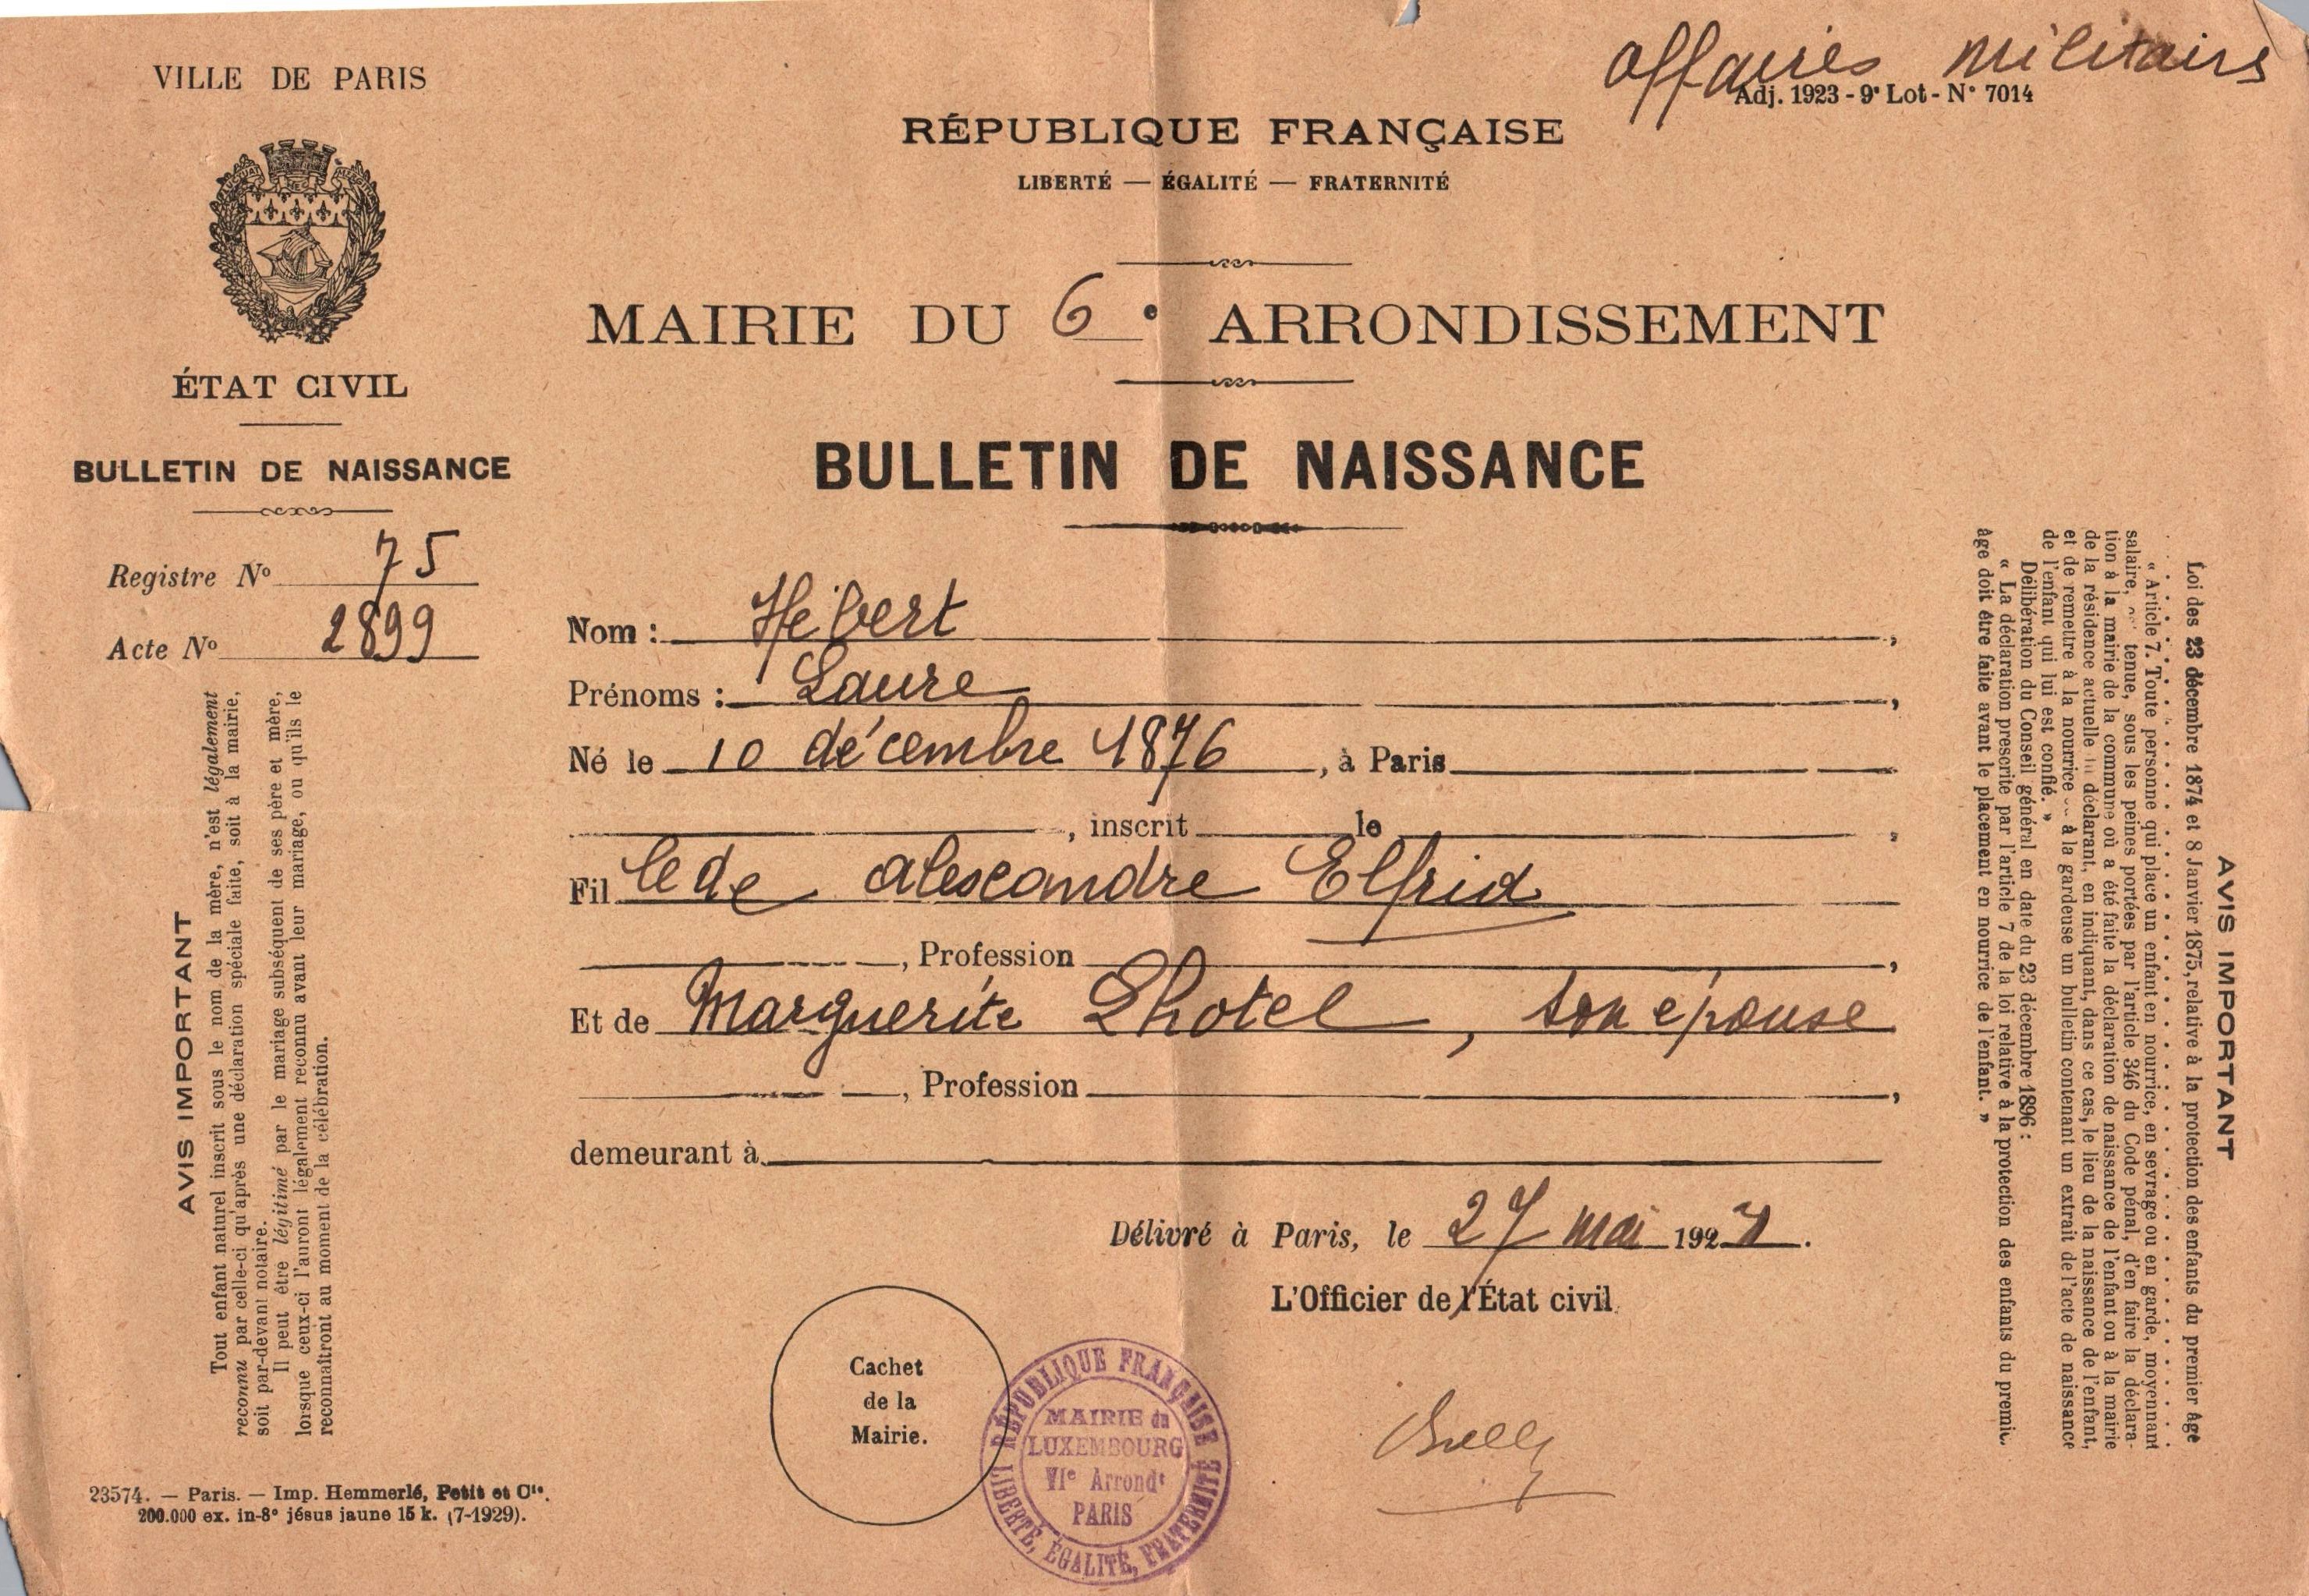 VILLE DE PARIS
ÉTAT CIVIL
BULLETIN DE NAISSANCE
Registre Nº 75
Acte Nº 2899
AVIS IMPORTANT
Tout enfant naturel inscrit sous le nom de la mère, n'est légalement
reconnu par celle-ci qu'après une déclaration spéciale faite, soit à la mairie,
soit par-devant notaire.
Il peut être légitimé par le mariage subséquent de ses père et mère,
lorsque ceux-ci l'auront légalement reconnu avant leur mariage, ou qu'ils le
reconnaîtront au moment de la célébration.
23574. — Paris. — Imp. Hemmerlé, Petit et Cie.
200.000 ex. in-8º jésus jaune 15 k. (7-1929).
affaires militairs
Adj. 1923 - 9e Lot - Nº 7014
RÉPUBLIQUE FRANÇAISE
LIBERTÉ — ÉGALITÉ — FRATERNITÉ
MAIRIE DU 6e ARRONDISSEMENT
BULLETIN DE NAISSANCE
Nom : Hébert,
Prénoms : Laure,
Né le 10 décembre 1876, à Paris
, inscrit le,
Fil le de alexandre Elfrid
, Profession,
Et de Marguerite Lhotel, son épouse
, Profession,
demeurant à
Délivré à Paris, le 27 mai 192.
L'Officier de l'État civil
Cachet
de la
Mairie.
RÉPUBLIQUE FRANÇAISE
MAIRIE du
LUXEMBOURG
VIe Arrondt
PARIS
LIBERTÉ, ÉGALITÉ, FRATERNITÉ
AVIS IMPORTANT
Loi des 23 décembre 1874 et 8 Janvier 1875, relative à la protection des enfants du premier âge
« Article 7. Toute personne qui place un enfant en nourrice, en sevrage ou en garde, moyennant
salaire, tenue, sous les peines portées par l'article 346 du Code pénal, d'en faire la déclara-
tion à la mairie de la commune où a été faite la déclaration de naissance de l'enfant ou à la mairie
de la résidence actuelle du déclarant, en indiquant, dans ce cas, le lieu de la naissance de l'enfant,
et de remettre à la nourrice à la gardeuse un bulletin contenant un extrait de l'acte de naissance
de l'enfant qui lui est confié. »
Délibération du Conseil général en date du 23 décembre 1896 :
« La déclaration prescrite par l'article 7 de la loi relative à la protection des enfants du premier
âge doit être faite avant le placement en nourrice de l'enfant. »